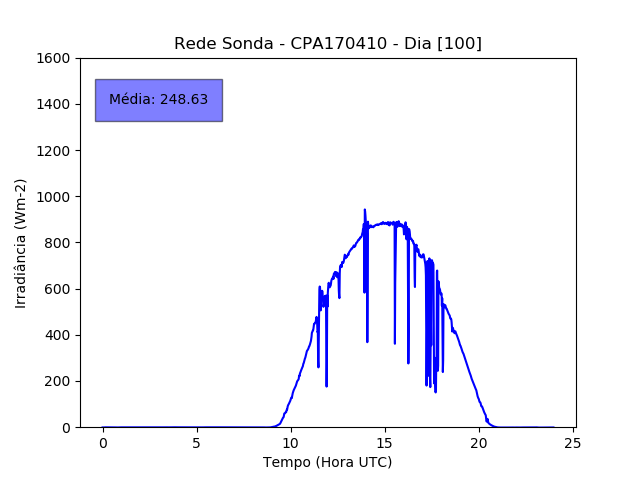 Rede Sonda - CPA170410 - Dia [100]
1600
1400
1200
1000
800
600
400
200
0
Irradiância (Wm-2)
Média: 248.63
0 5 10 15 20 25
Tempo (Hora UTC)